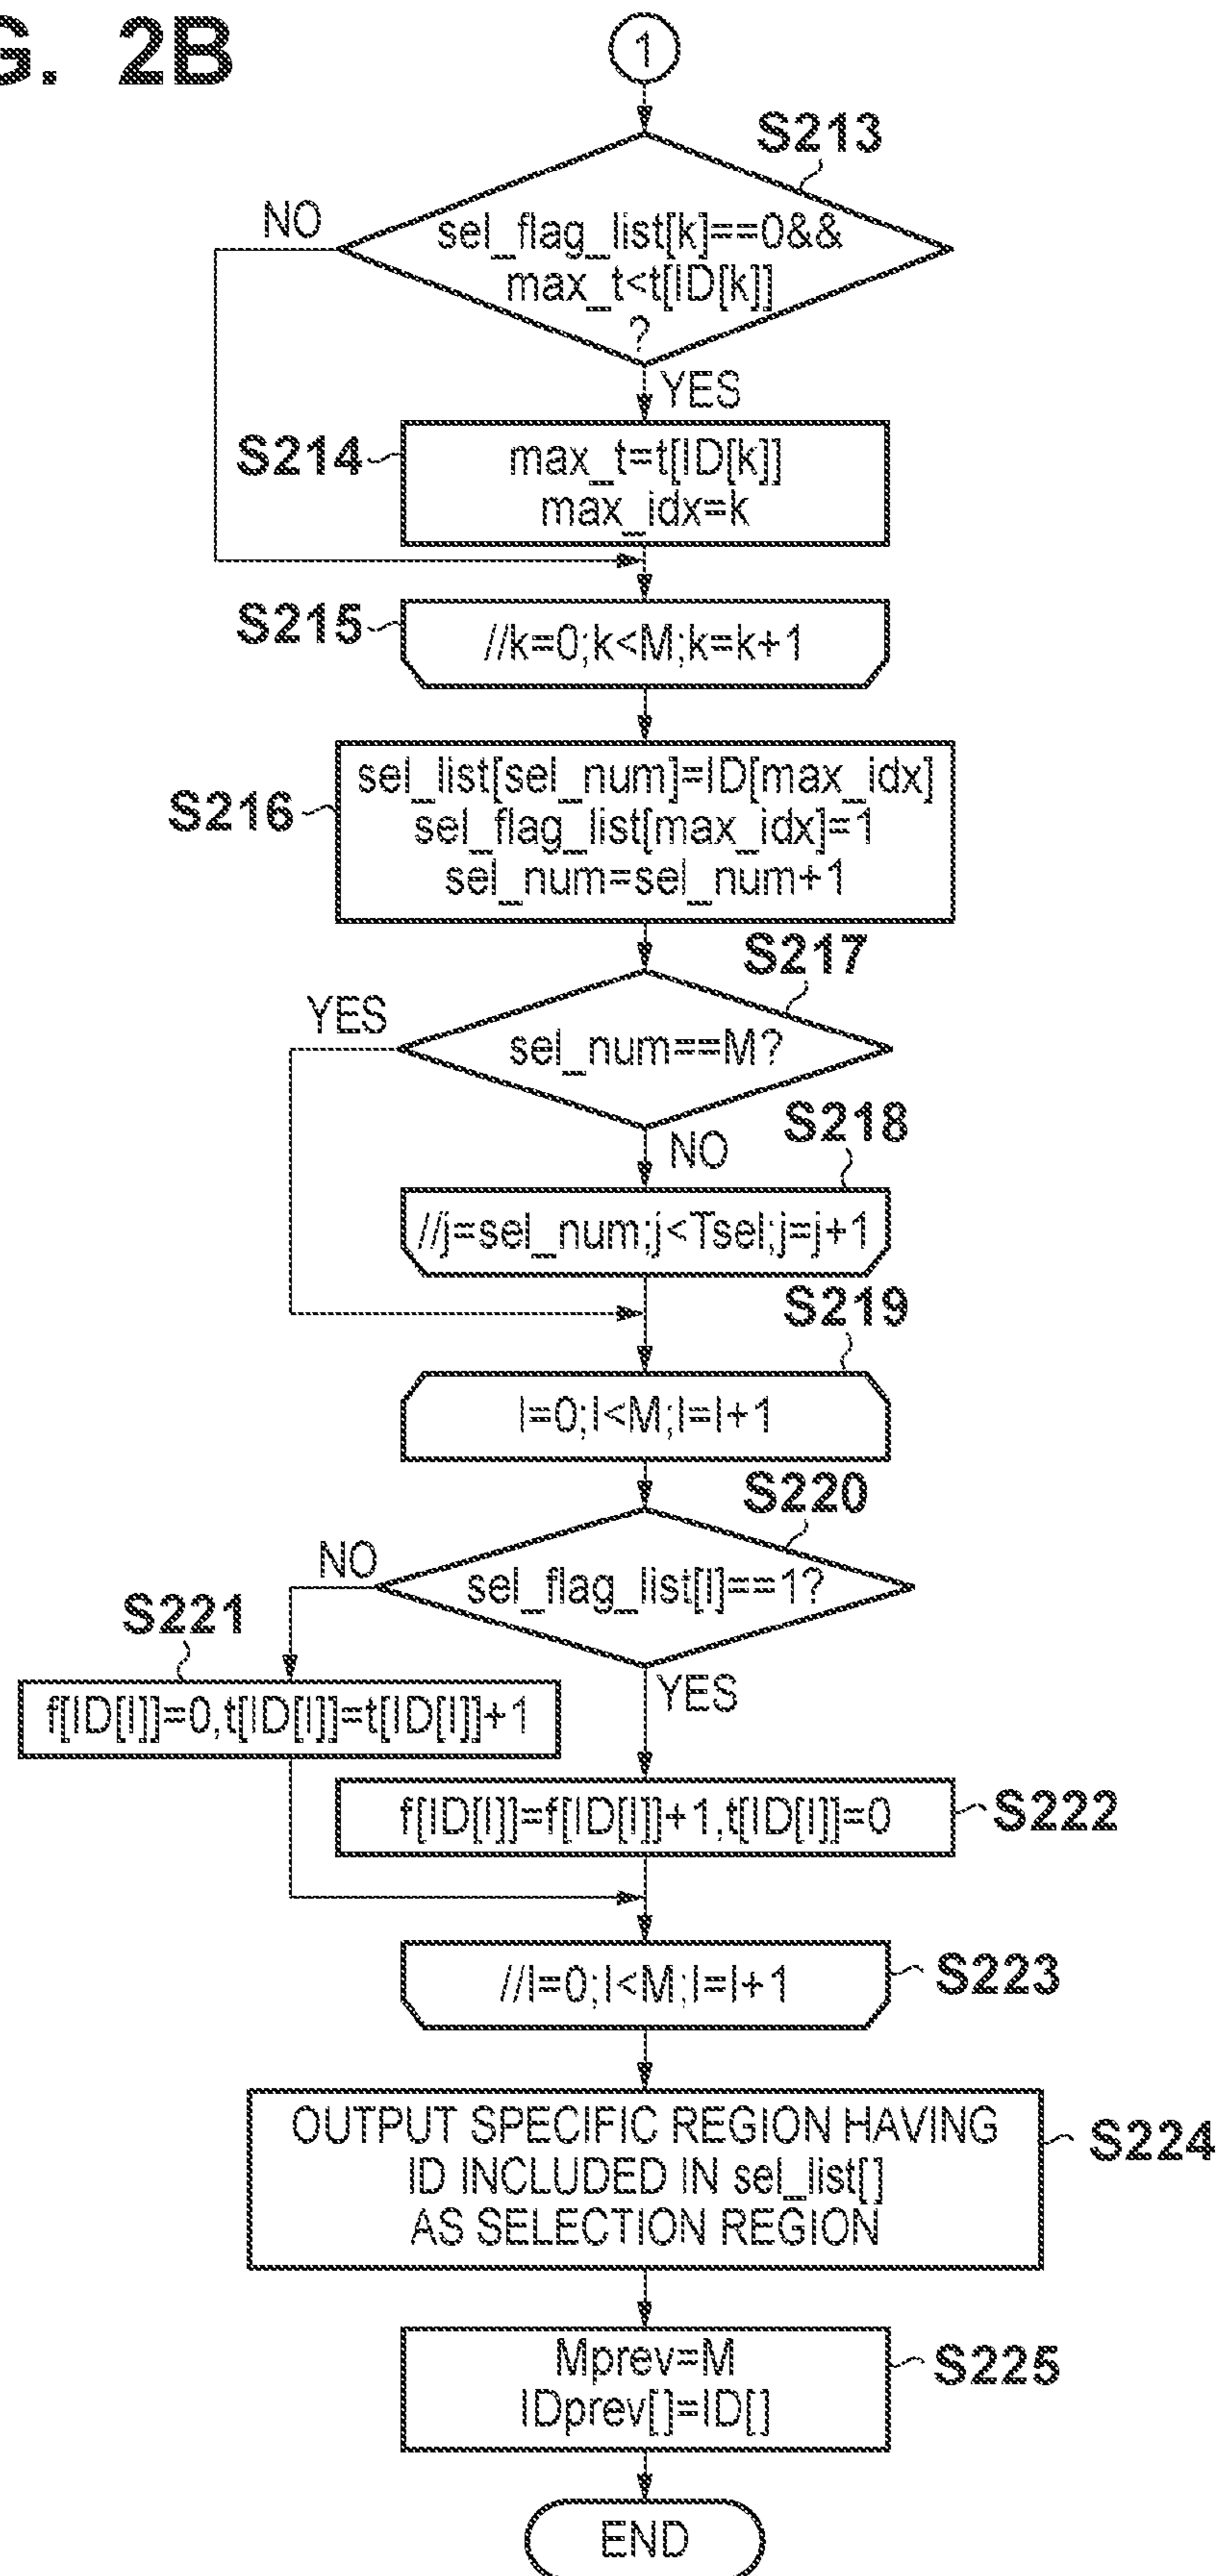 G. 2B
1
S213
NO
sel_flag_list[k]==0&&
max_t<t[ID[k]]
?
YES
S214
max_t=t[ID[k]]
max_idx=k
S215
//k=0;k<M;k=k+1
S216
sel_list[sel_num]=ID[max_idx]
sel_flag_list[max_idx]=1
sel_num=sel_num+1
S217
YES
sel_num==M?
NO
S218
//j=sel_num;j<Tsel;j=j+1
S219
l=0;l<M;l=l+1
S220
NO
sel_flag_list[l]==1?
S221
YES
f[ID[l]]=0,t[ID[l]]=t[ID[l]]+1
f[ID[l]]=f[ID[l]]+1,t[ID[l]]=0
S222
//l=0;l<M;l=l+1
S223
OUTPUT SPECIFIC REGION HAVING
ID INCLUDED IN sel_list[]
AS SELECTION REGION
S224
Mprev=M
IDprev[]=ID[]
S225
END